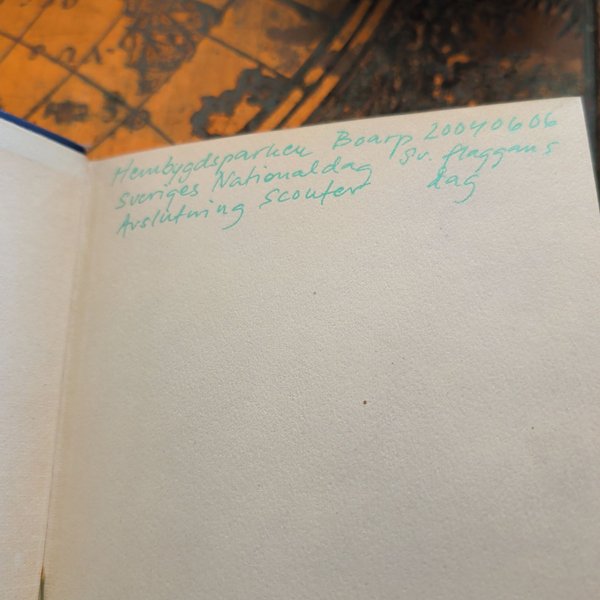 Hembygdsparken Boarp 20040606
Sveriges Nationaldag Sv. flaggans
dag
Avslutning Scouter